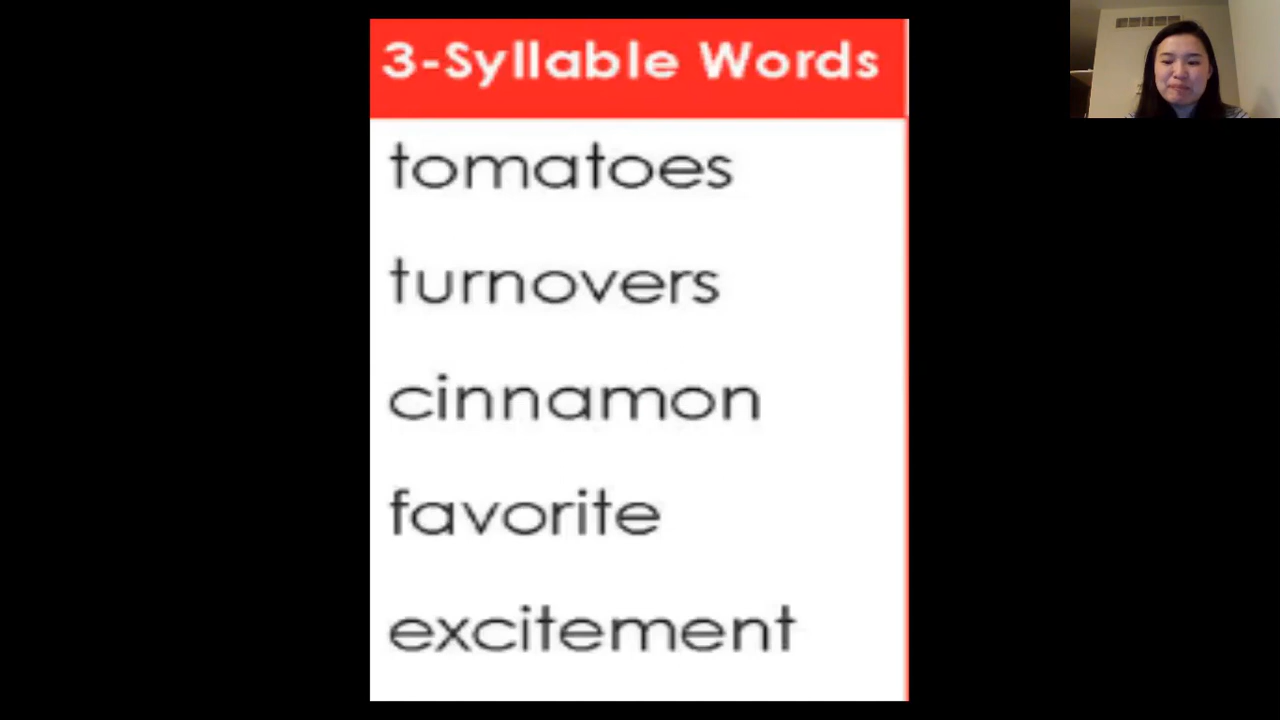 3-Syllable Words
tomatoes
turnovers
cinnamon
favorite
excitement